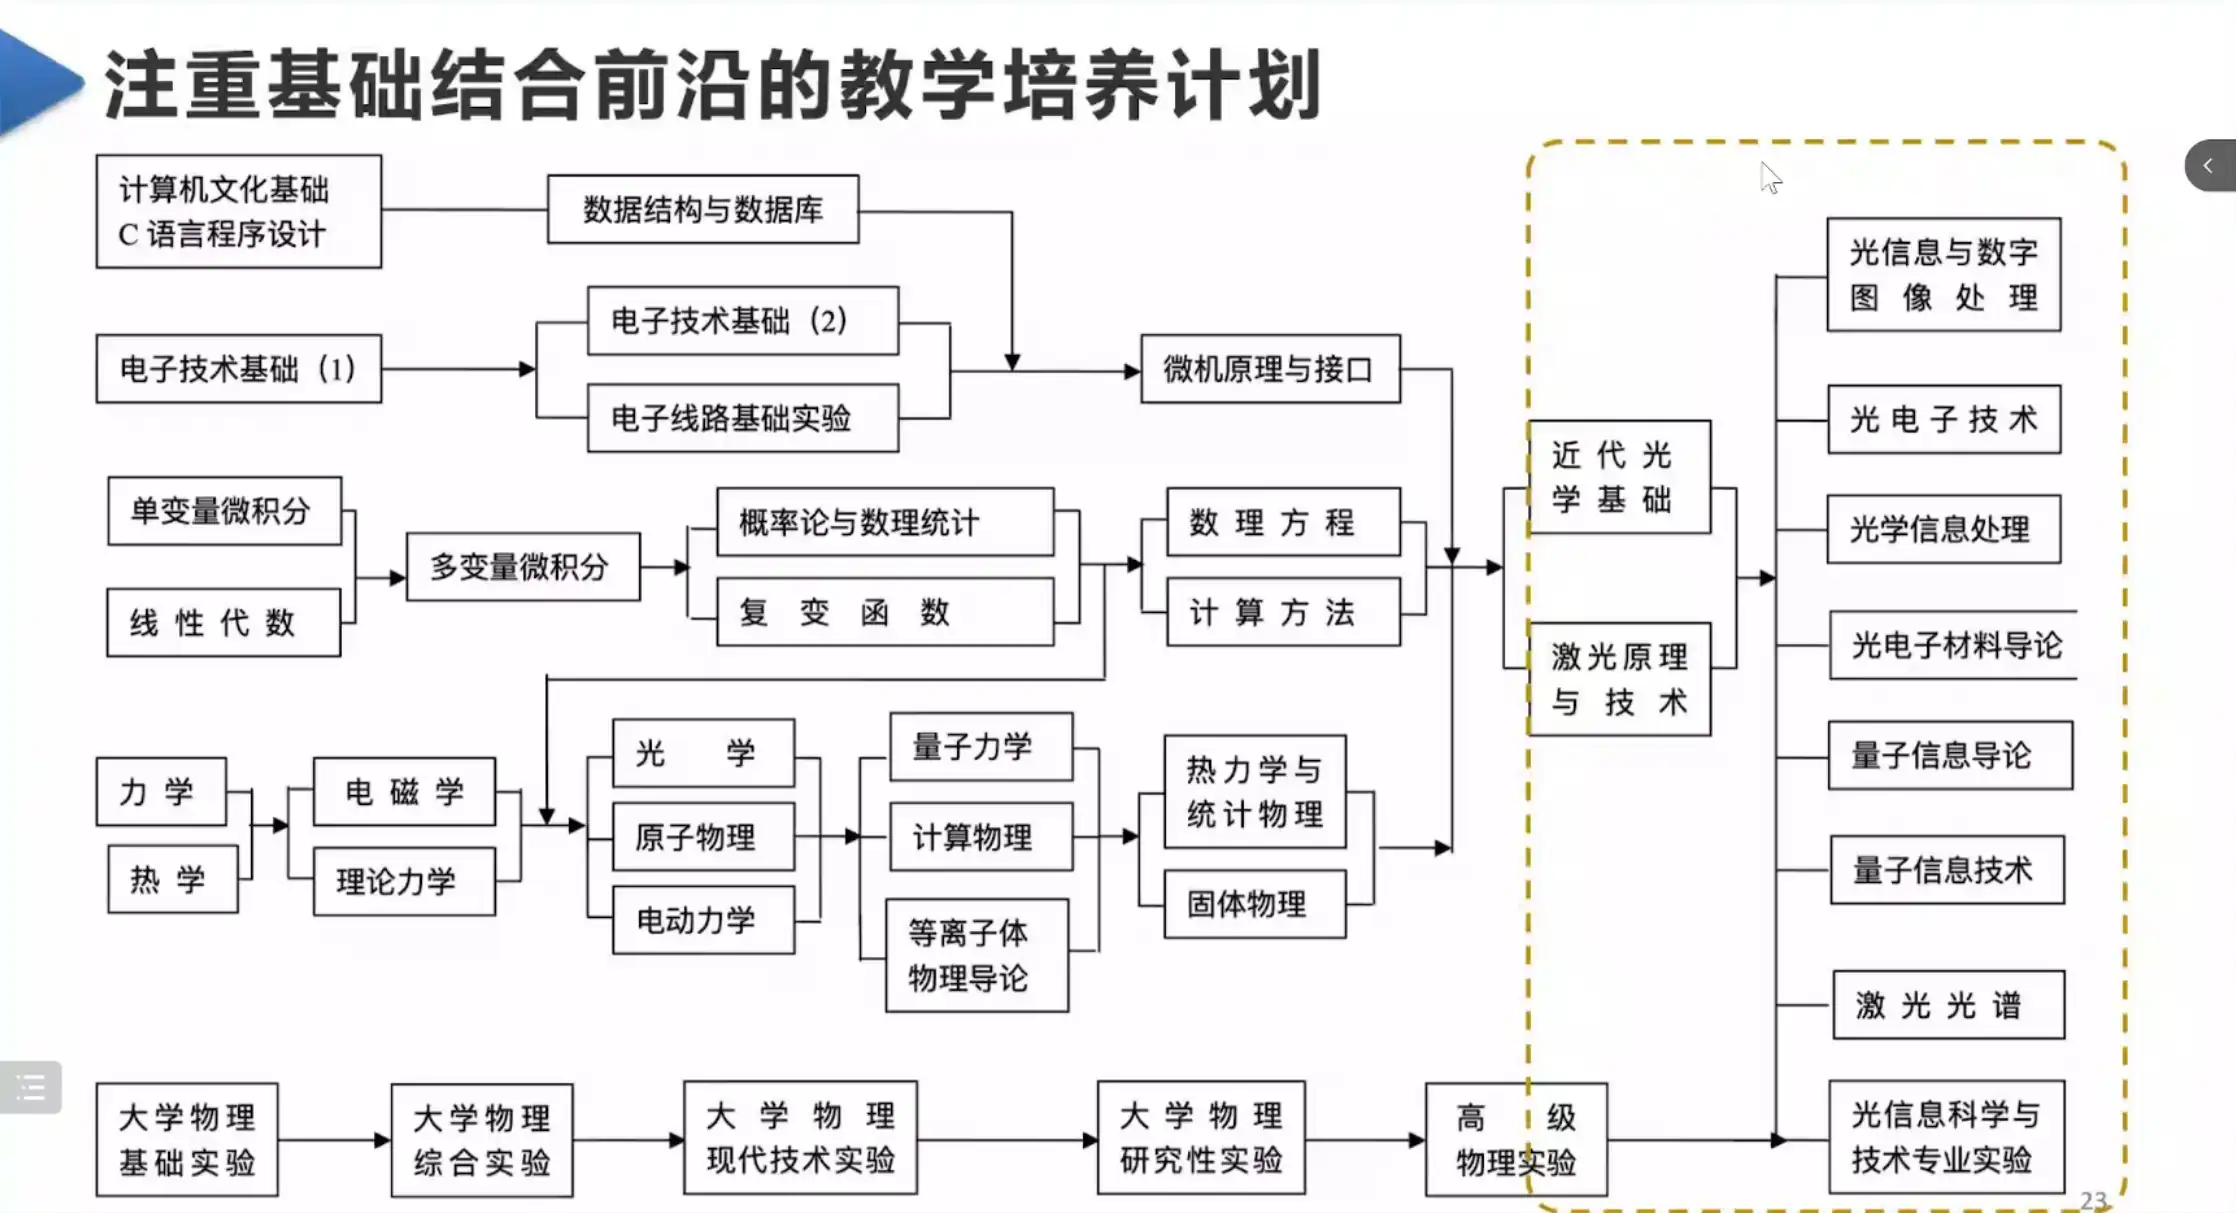 注重基础结合前沿的教学培养计划
计算机文化基础
C 语言程序设计
数据结构与数据库
电子技术基础（1）
电子技术基础（2）
电子线路基础实验
微机原理与接口
单变量微积分
线性代数
多变量微积分
概率论与数理统计
复变函数
数理方程
计算方法
力学
热学
电磁学
理论力学
光学
原子物理
电动力学
量子力学
计算物理
等离子体
物理导论
热力学与
统计物理
固体物理
近代光
学基础
激光原理
与技术
光信息与数字
图像处理
光电子技术
光学信息处理
光电子材料导论
量子信息导论
量子信息技术
激光光谱
大学物理
基础实验
大学物理
综合实验
大学物理
现代技术实验
大学物理
研究性实验
高级
物理实验
光信息科学与
技术专业实验
23